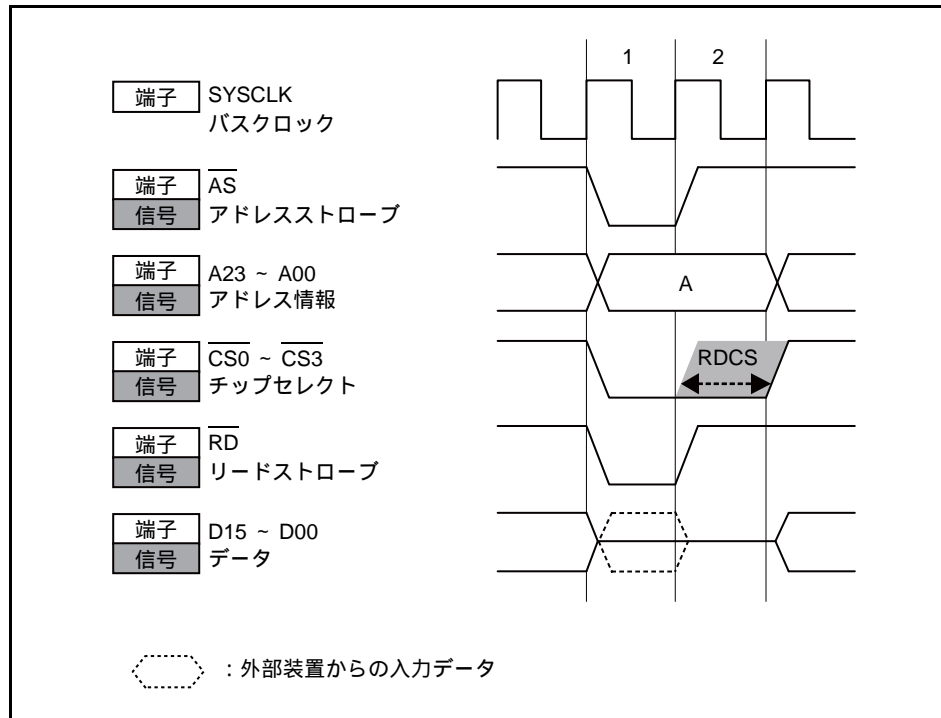 1 2
端子 SYSCLK
バスクロック
端子 AS
信号 アドレスストローブ
端子 A23 ~ A00
信号 アドレス情報
A
端子 CS0 ~ CS3
信号 チップセレクト
RDCS
端子 RD
信号 リードストローブ
端子 D15 ~ D00
信号 データ
：外部装置からの入力データ